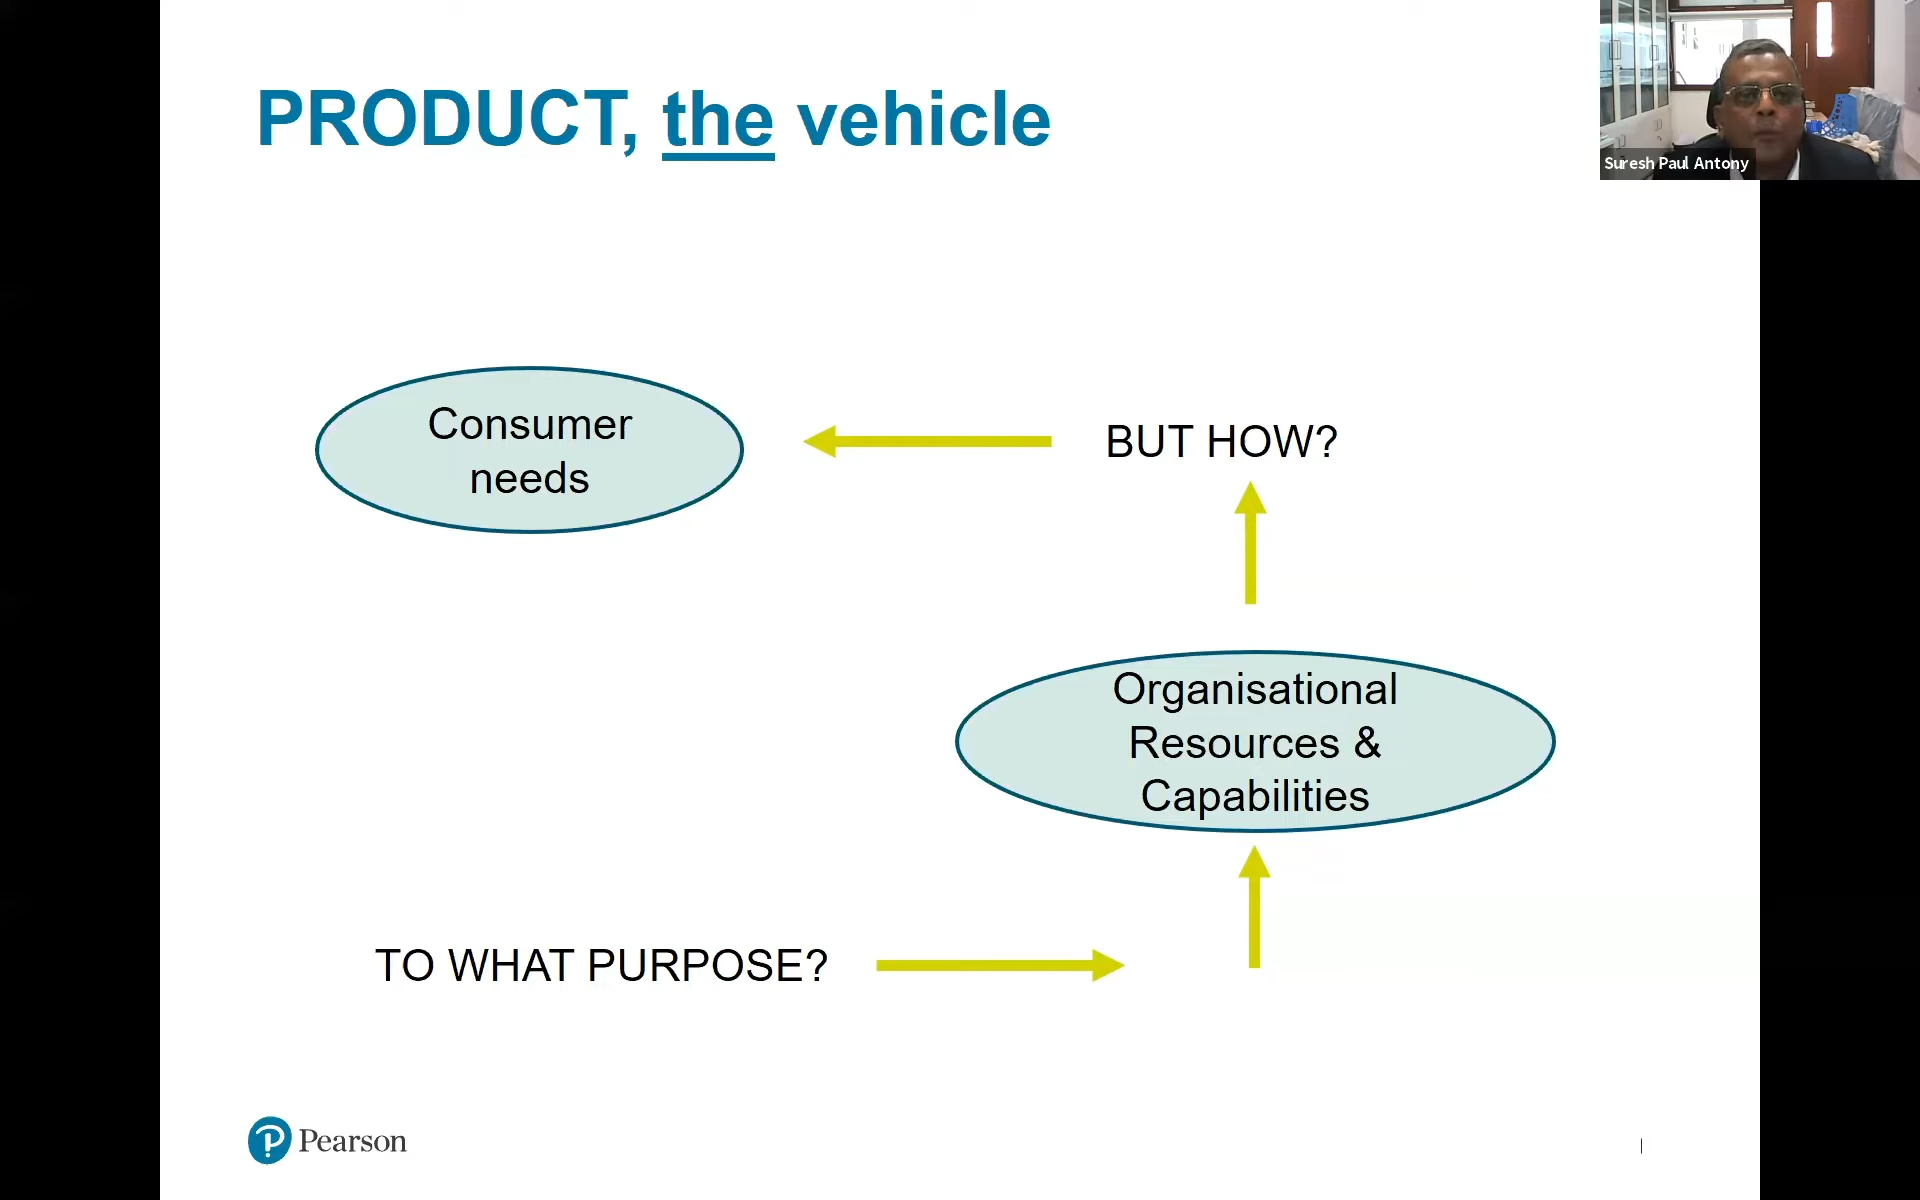 PRODUCT, the vehicle
Suresh Paul Antony
Consumer
needs
BUT HOW?
Organisational
Resources &
Capabilities
TO WHAT PURPOSE?
Pearson